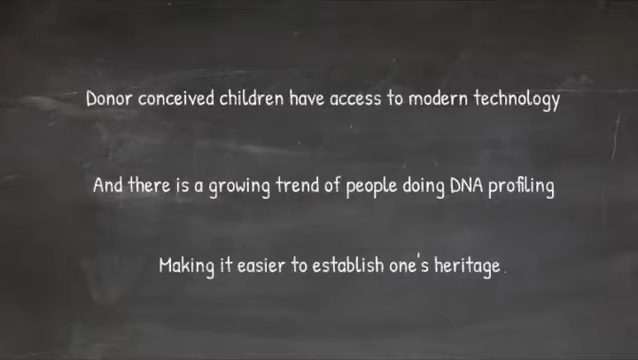 Donor conceived children have access to modern technology
And there is a growing trend of people doing DNA profiling
Making it easier to establish one's heritage.